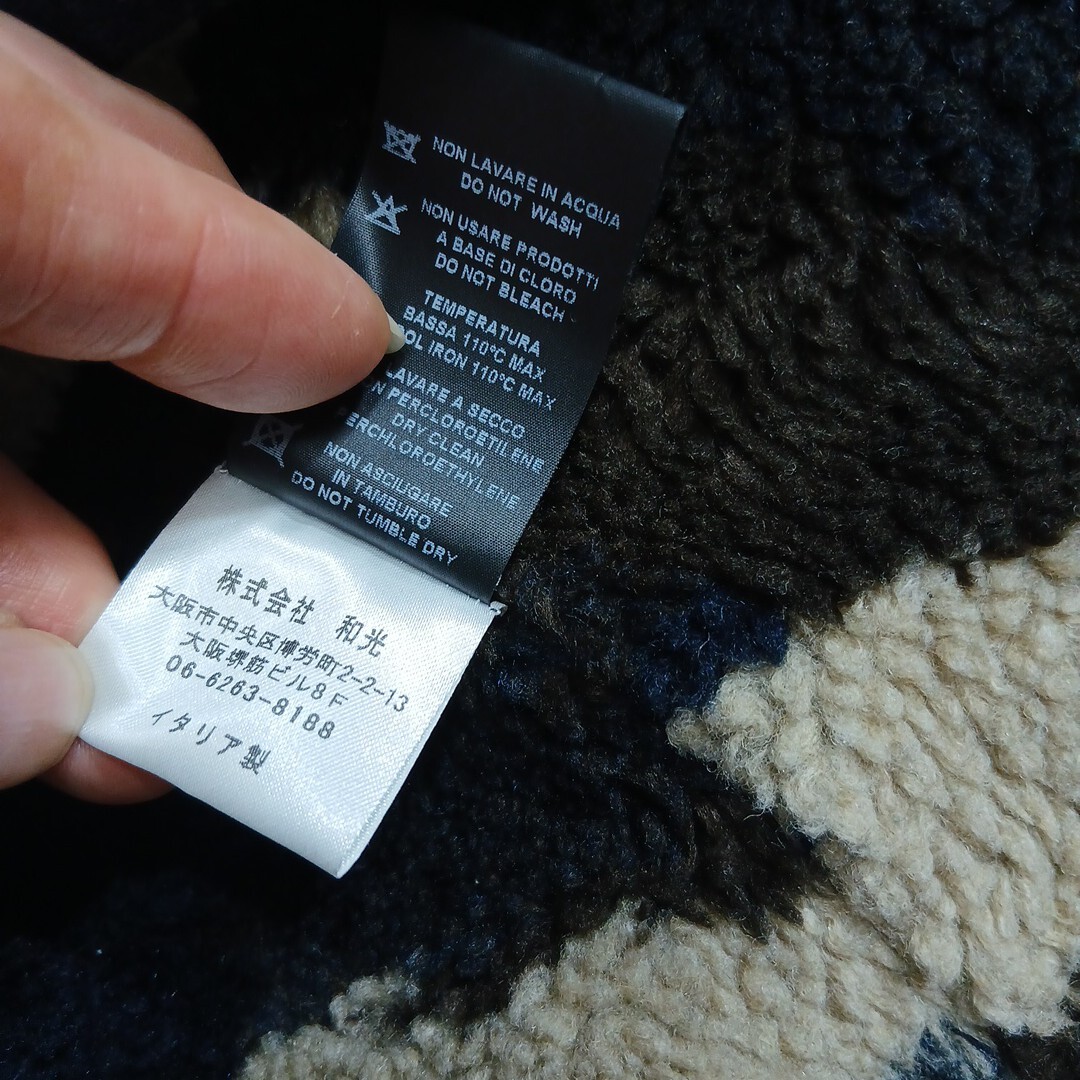 NON LAVARE IN ACQUA
DO NOT WASH
NON USARE PRODOTTI
A BASE DI CLORO
DO NOT BLEACH
TEMPERATURA
BASSA 110°C MAX
IRON 110°C MAX
LAVARE A SECCO
PERCLOROETILENE
DRY CLEAN
PERCHLOROETHYLENE
NON ASCIUGARE
IN TAMBURO
DO NOT TUMBLE DRY
株式会社 和光
大阪市中央区博労町2-2-13
大阪堺筋ビル8F
06-6263-8188
イタリア製